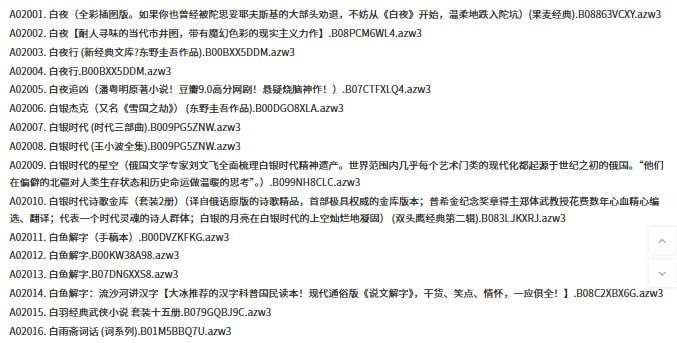 A02001. 白夜（全彩插图版。如果你也曾经被陀思妥耶夫斯基的大部头劝退，不妨从《白夜》开始，温柔地跌入陀坑）(果麦经典).B08863VCXY.azw3
A02002. 白夜【耐人寻味的当代市井图，带有魔幻色彩的现实主义力作】.B08PCM6WL4.azw3
A02003. 白夜行 (新经典文库?东野圭吾作品).B00BXX5DDM.azw3
A02004. 白夜行.B00BXX5DDM.azw3
A02005. 白夜追凶（潘粤明原著小说！豆瓣9.0高分网剧！悬疑烧脑神作！）.B07CTFXLQ4.azw3
A02006. 白银杰克（又名《雪国之劫》） (东野圭吾作品).B00DGO8XLA.azw3
A02007. 白银时代 (时代三部曲).B009PG5ZNW.azw3
A02008. 白银时代 (王小波全集).B009PG5ZNW.azw3
A02009. 白银时代的星空（俄国文学专家刘文飞全面梳理白银时代精神遗产。世界范围内几乎每个艺术门类的现代化都起源于世纪之初的俄国。“他们
在偏僻的北疆对人类生存状态和历史命运做温暖的思考”。）.B099NH8CLC.azw3
A02010. 白银时代诗歌金库（套装2册）（译自俄语原版的诗歌精品，首部极具权威的金库版本；普希金纪念奖章得主郑体武教授花费数年心血精心编
选、翻译；代表一个时代灵魂的诗人群体；白银的月亮在白银时代的上空灿烂地凝固） (双头鹰经典第二辑).B083LJKXRJ.azw3
A02011. 白鱼解字（手稿本）.B00DVZKFKG.azw3
A02012. 白鱼解字.B00KW38A98.azw3
A02013. 白鱼解字.B07DN6XXS8.azw3
A02014. 白鱼解字：流沙河讲汉字【大冰推荐的汉字科普国民读本！现代通俗版《说文解字》，干货、笑点、情怀，一应俱全！】.B08C2XBX6G.azw3
A02015. 白羽经典武侠小说 套装十五册.B079GQBJ9C.azw3
A02016. 白雨斋词话 (词系列).B01M5BBQ7U.azw3